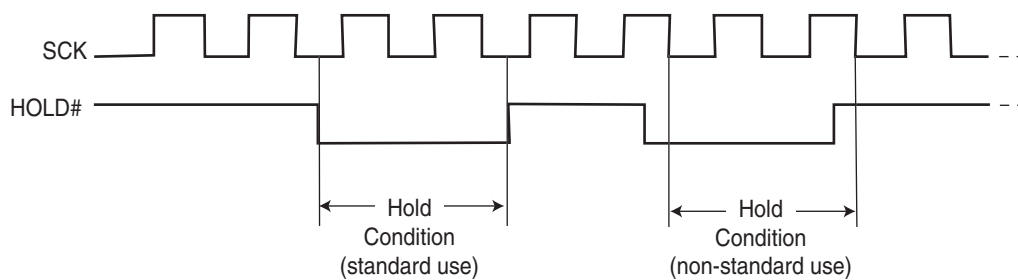 SCK
HOLD#
Hold
Condition
(standard use)
Hold
Condition
(non-standard use)